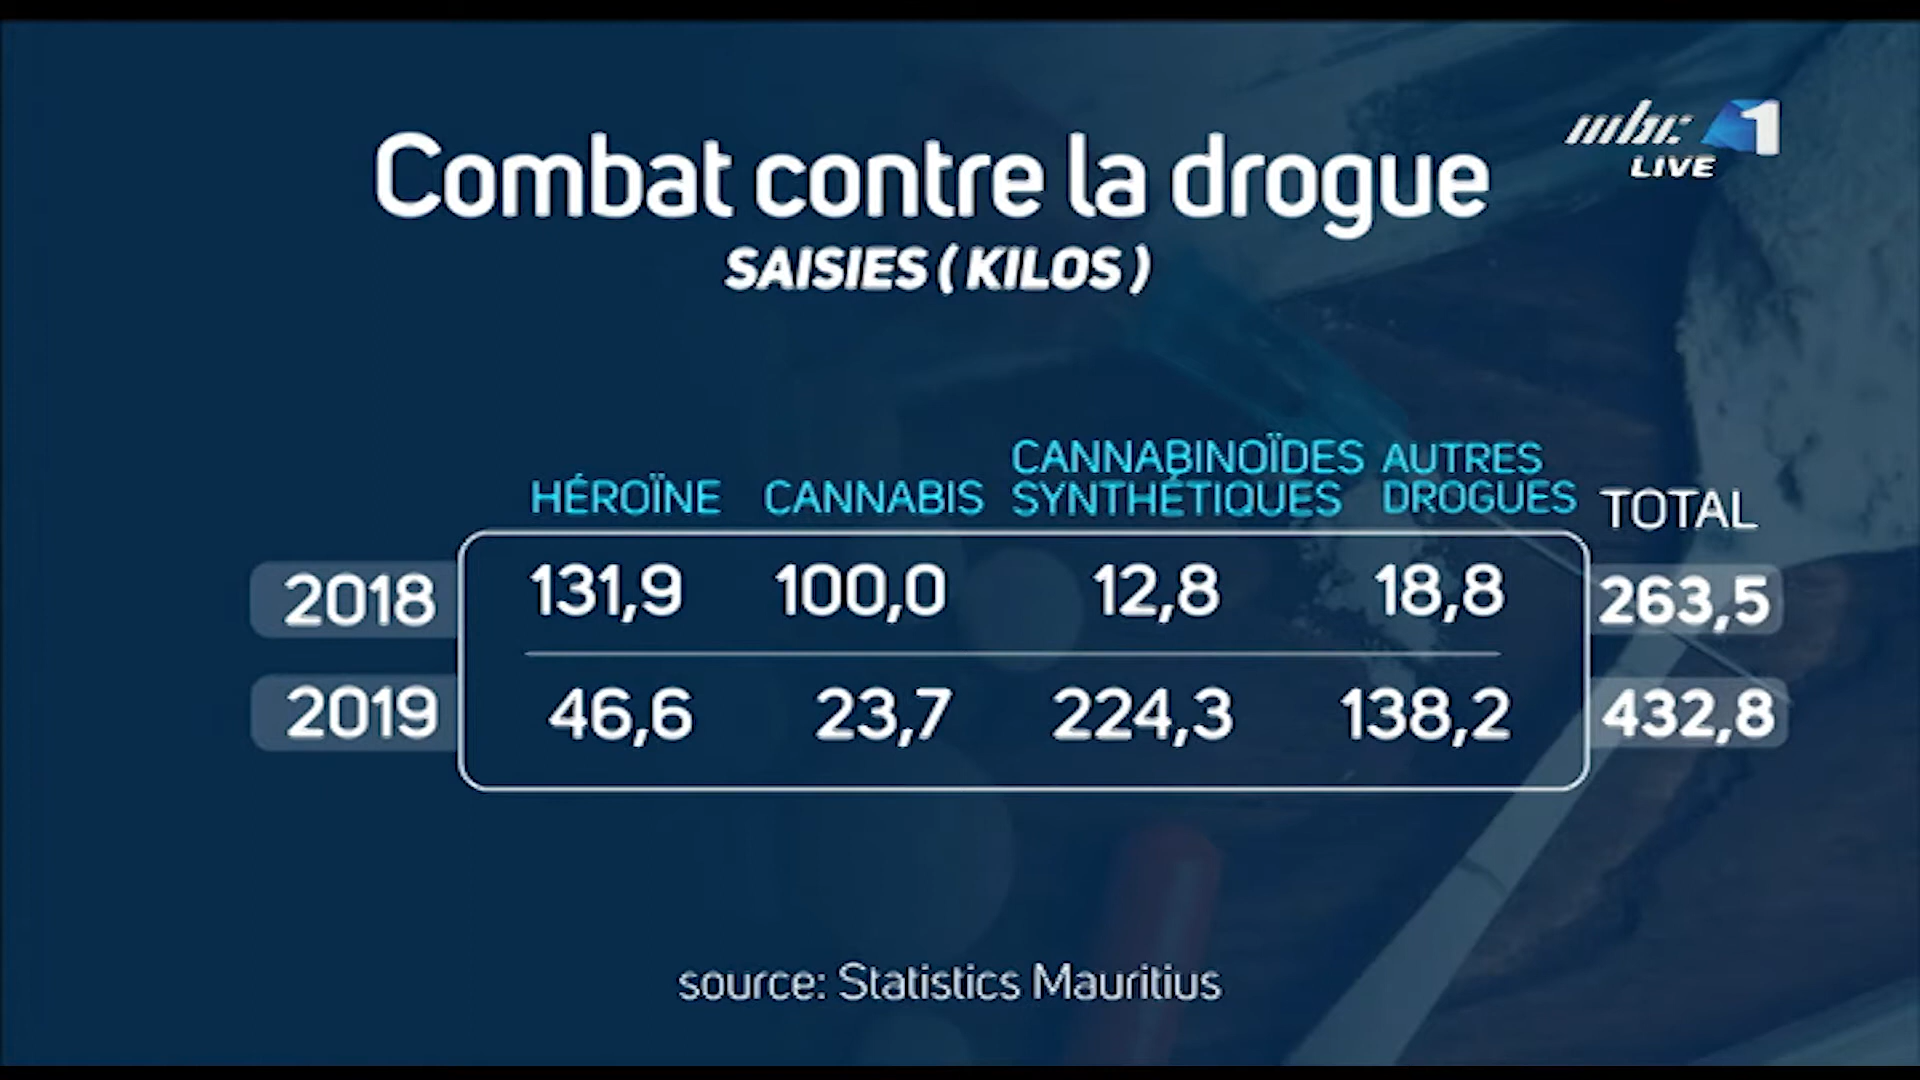 mbc 1
LIVE
Combat contre la drogue
SAISIES ( KILOS )
HÉROÏNE CANNABIS CANNABINOÏDES SYNTHÉTIQUES AUTRES DROGUES TOTAL
2018 131,9 100,0 12,8 18,8 263,5
2019 46,6 23,7 224,3 138,2 432,8
source: Statistics Mauritius